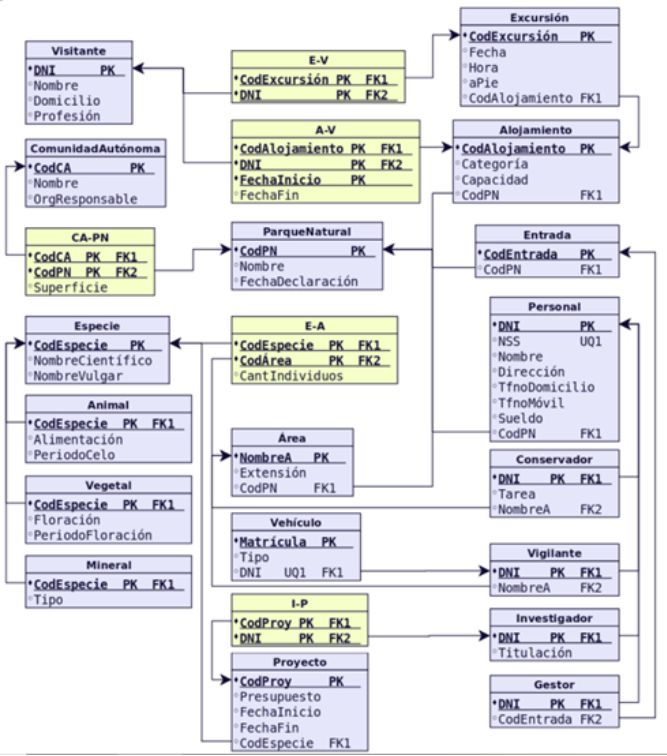 Visitante
DNI PK
Nombre
Domicilio
Profesión
E-V
CodExcursión PK FK1
DNI PK FK2
Excursión
CodExcursión PK
Fecha
Hora
aPie
CodAlojamiento FK1
ComunidadAutónoma
CodCA PK
Nombre
OrgResponsable
A-V
CodAlojamiento PK FK1
DNI PK FK2
FechaInicio PK
FechaFin
Alojamiento
CodAlojamiento PK
Categoría
Capacidad
CodPN FK1
CA-PN
CodCA PK FK1
CodPN PK FK2
Superficie
ParqueNatural
CodPN PK
Nombre
FechaDeclaración
Entrada
CodEntrada PK
CodPN FK1
Especie
CodEspecie PK
NombreCientífico
NombreVulgar
E-A
CodEspecie PK FK1
CodÁrea PK FK2
CantIndividuos
Personal
DNI PK
NSS UQ1
Nombre
Dirección
TfnoDomicilio
TfnoMóvil
Sueldo
CodPN FK1
Animal
CodEspecie PK FK1
Alimentación
PeriodoCelo
Área
NombreA PK
Extensión
CodPN FK1
Conservador
DNI PK FK1
Tarea
NombreA FK2
Vegetal
CodEspecie PK FK1
Floración
PeriodoFloración
Vehículo
Matrícula PK
Tipo
DNI UQ1 FK1
Vigilante
DNI PK FK1
NombreA FK2
Mineral
CodEspecie PK FK1
Tipo
I-P
CodProy PK FK1
DNI PK FK2
Investigador
DNI PK FK1
Titulación
Proyecto
CodProy PK
Presupuesto
FechaInicio
FechaFin
CodEspecie FK1
Gestor
DNI PK FK1
CodEntrada FK2